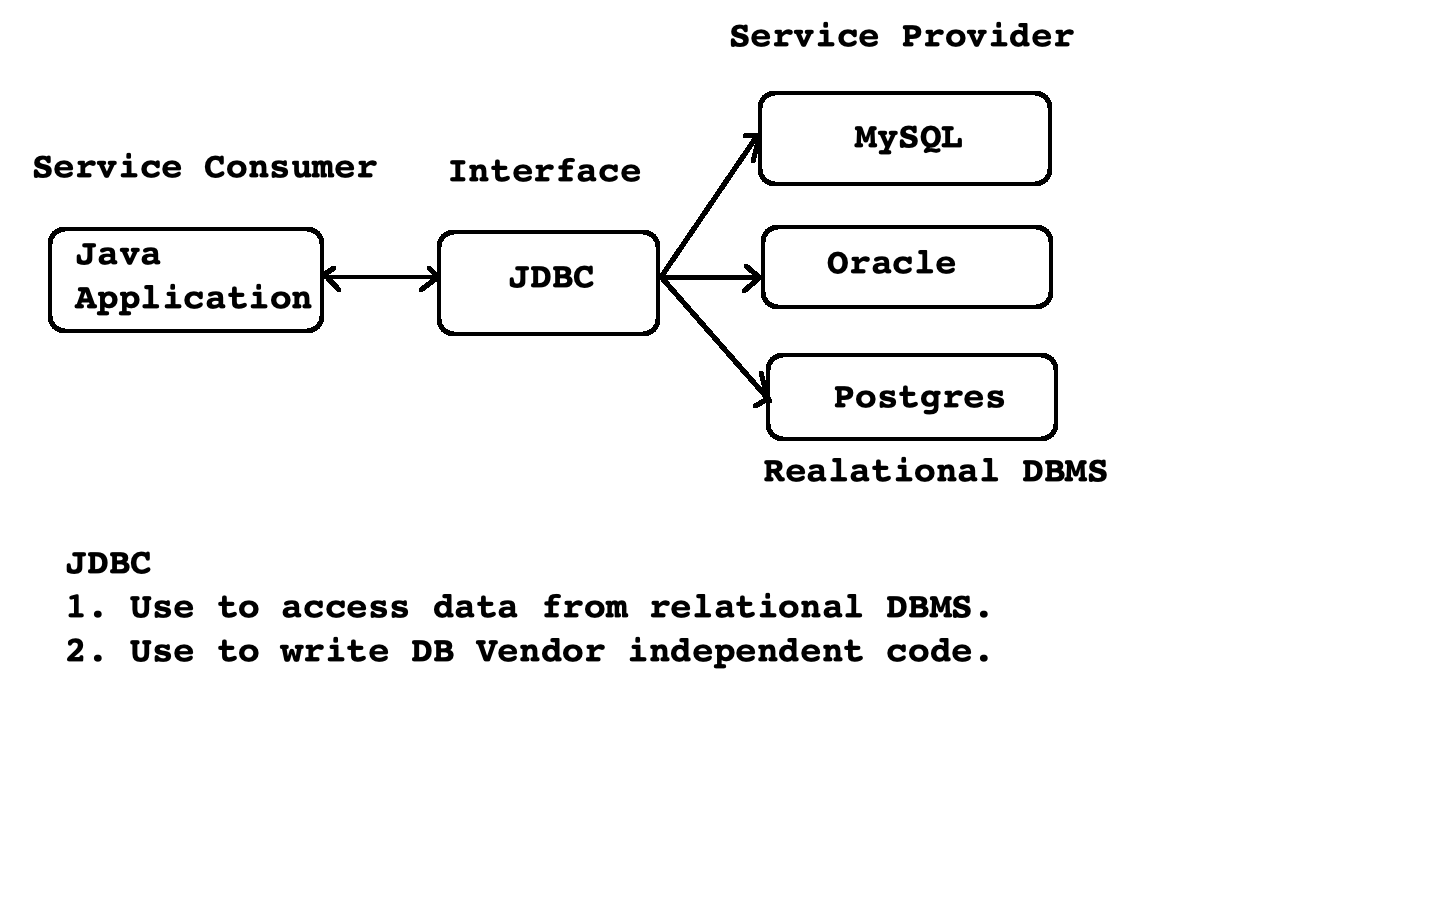 Service Provider
MySQL
Service Consumer
Interface
Java
Application
JDBC
Oracle
Postgres
Realational DBMS
JDBC
1. Use to access data from relational DBMS.
2. Use to write DB Vendor independent code.